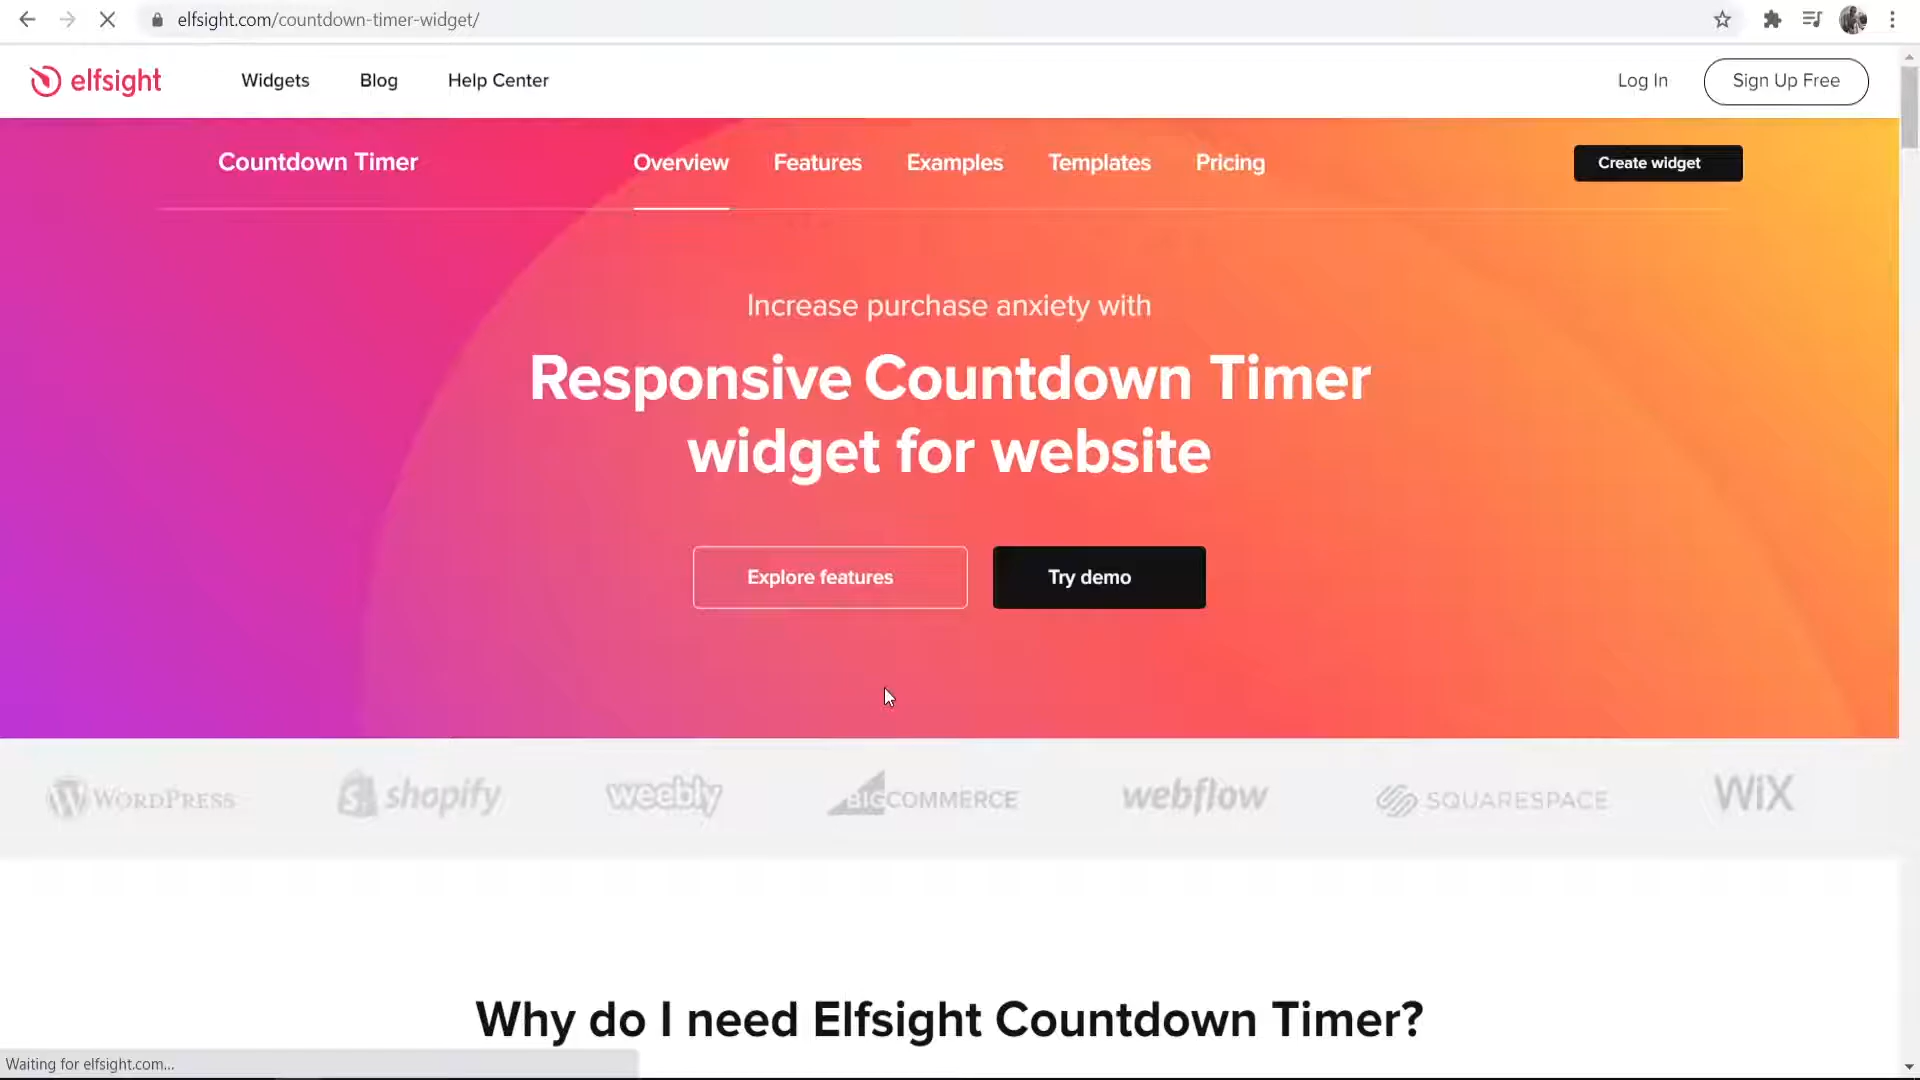 elfsight.com/countdown-timer-widget/
elfsight
Widgets
Blog
Help Center
Log In
Sign Up Free
Countdown Timer
Overview
Features
Examples
Templates
Pricing
Create widget
Increase purchase anxiety with
Responsive Countdown Timer
widget for website
Explore features
Try demo
WORDPRESS
shopify
weebly
BIGCOMMERCE
webflow
SQUARESPACE
WiX
Why do I need Elfsight Countdown Timer?
Waiting for elfsight.com...